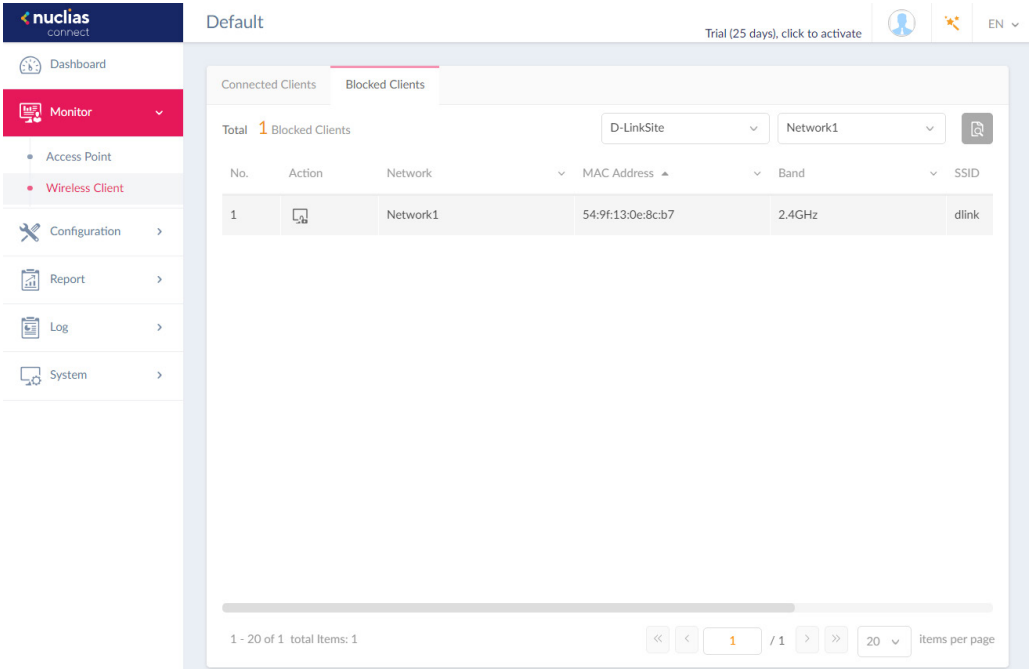 nuclias
connect
Default
Trial (25 days), click to activate
EN
Dashboard
Monitor
Access Point
Wireless Client
Configuration
Report
Log
System
Connected Clients
Blocked Clients
Total 1 Blocked Clients
D-LinkSite
Network1
No. Action Network MAC Address Band SSID
1 Network1 54:9f:13:0e:8c:b7 2.4GHz dlink
1 - 20 of 1 total Items: 1
1 / 1
20 items per page